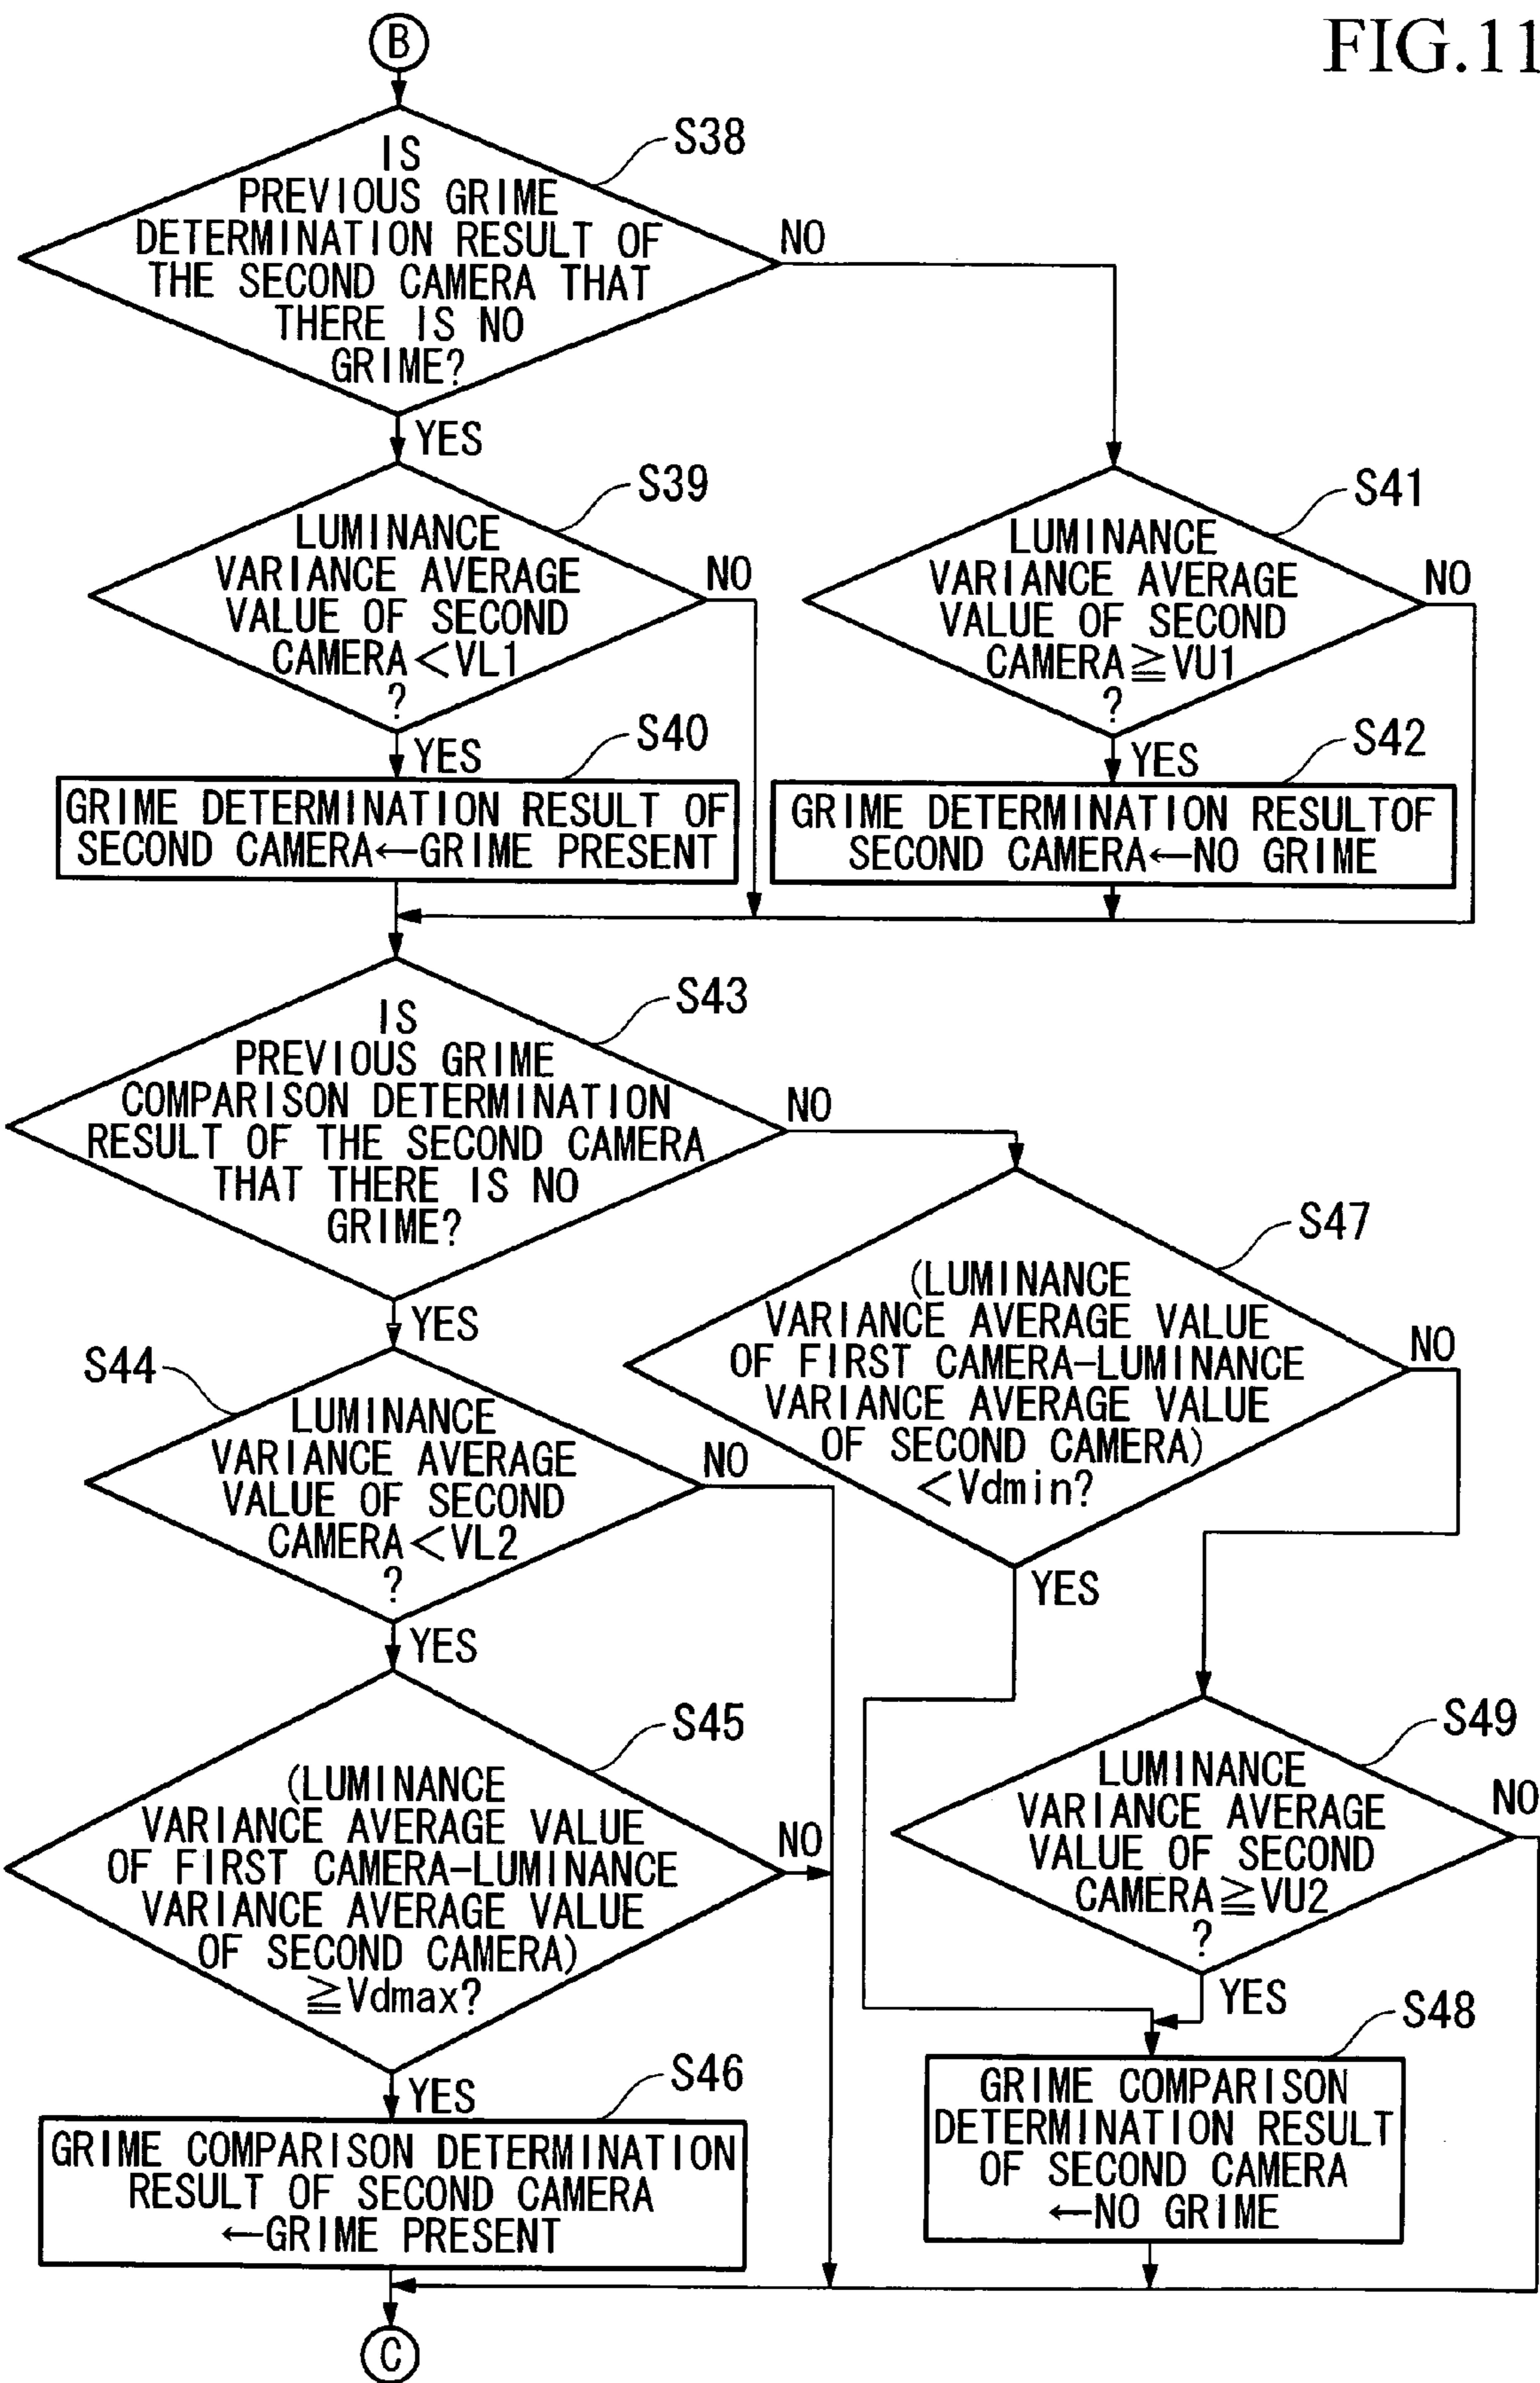 FIG.11
B
S38
IS
PREVIOUS GRIME
DETERMINATION RESULT OF
THE SECOND CAMERA THAT
THERE IS NO
GRIME?
NO
YES
S39
LUMINANCE
VARIANCE AVERAGE
VALUE OF SECOND
CAMERA<VL1
?
NO
YES
S41
LUMINANCE
VARIANCE AVERAGE
VALUE OF SECOND
CAMERA≧VU1
?
NO
YES
S40
GRIME DETERMINATION RESULT OF
SECOND CAMERA←GRIME PRESENT
S42
GRIME DETERMINATION RESULTOF
SECOND CAMERA←NO GRIME
S43
IS
PREVIOUS GRIME
COMPARISON DETERMINATION
RESULT OF THE SECOND CAMERA
THAT THERE IS NO
GRIME?
NO
YES
S44
LUMINANCE
VARIANCE AVERAGE
VALUE OF SECOND
CAMERA<VL2
?
NO
YES
S47
(LUMINANCE
VARIANCE AVERAGE VALUE
OF FIRST CAMERA-LUMINANCE
VARIANCE AVERAGE VALUE
OF SECOND CAMERA)
<Vdmin?
NO
YES
S45
(LUMINANCE
VARIANCE AVERAGE VALUE
OF FIRST CAMERA-LUMINANCE
VARIANCE AVERAGE VALUE
OF SECOND CAMERA)
≧Vdmax?
NO
YES
S49
LUMINANCE
VARIANCE AVERAGE
VALUE OF SECOND
CAMERA≧VU2
?
NO
YES
S46
GRIME COMPARISON DETERMINATION
RESULT OF SECOND CAMERA
←GRIME PRESENT
S48
GRIME COMPARISON
DETERMINATION RESULT
OF SECOND CAMERA
←NO GRIME
C